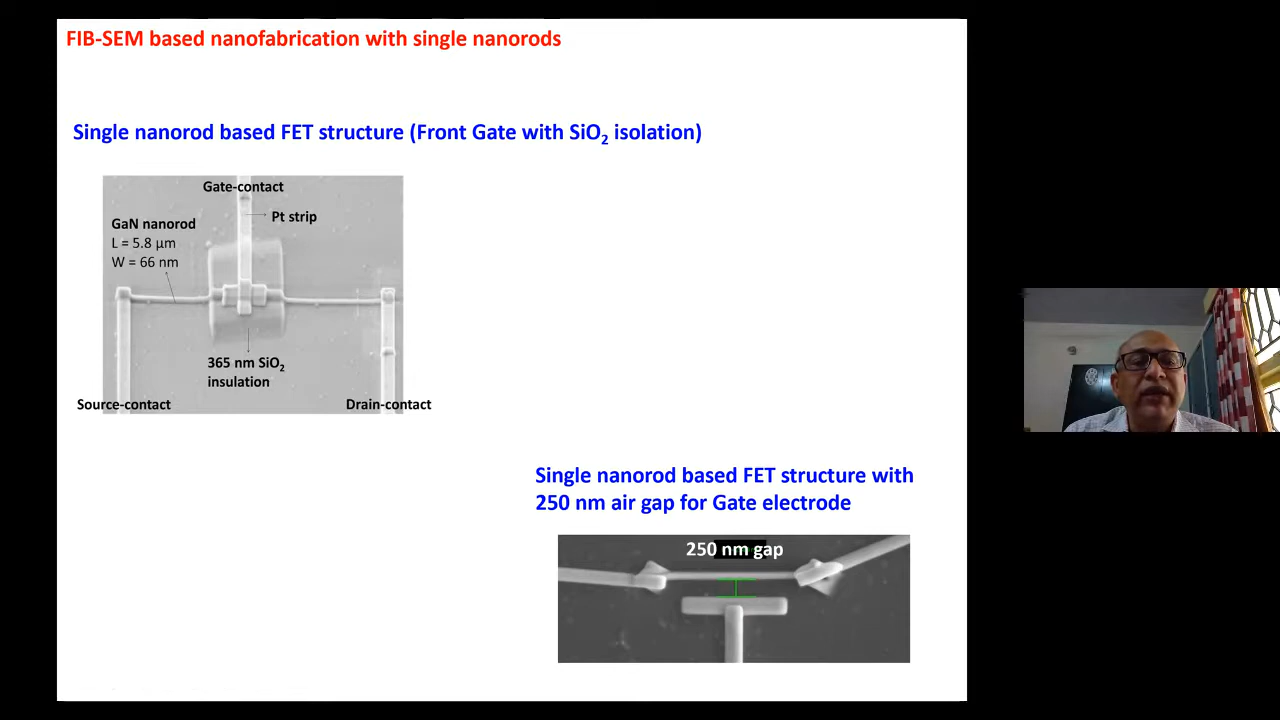 FIB-SEM based nanofabrication with single nanorods
Single nanorod based FET structure (Front Gate with SiO₂ isolation)
Gate-contact
Pt strip
GaN nanorod
L = 5.8 µm
W = 66 nm
365 nm SiO₂
insulation
Source-contact
Drain-contact
Single nanorod based FET structure with
250 nm air gap for Gate electrode
250 nm gap